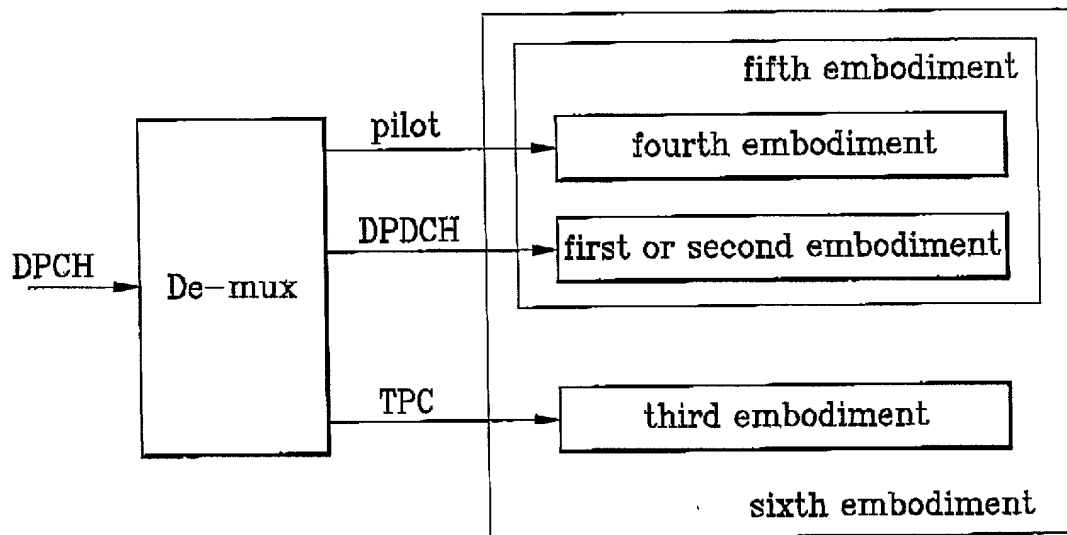 fifth embodiment
pilot
fourth embodiment
DPDCH
first or second embodiment
DPCH
De-mux
TPC
third embodiment
sixth embodiment